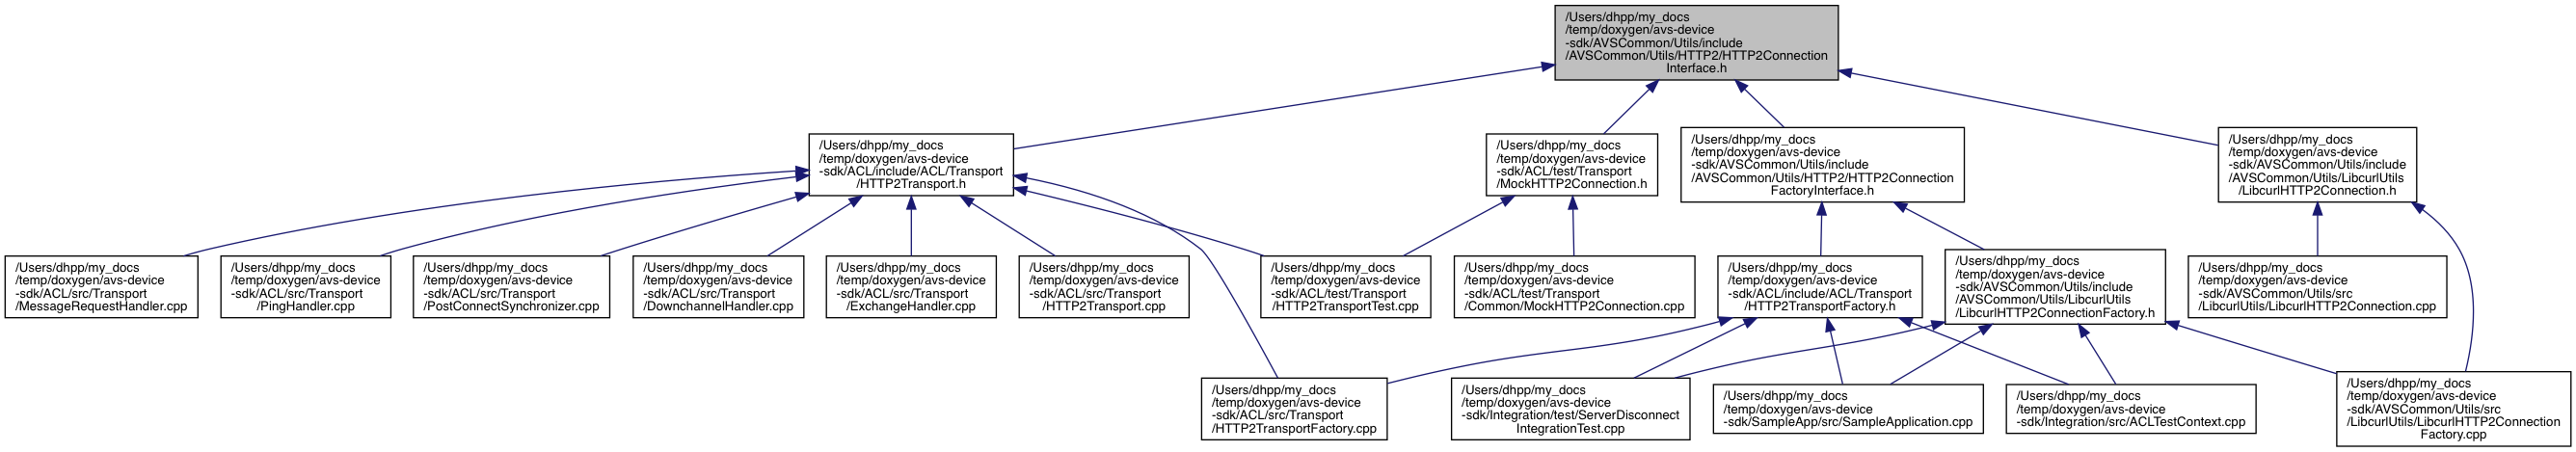 /Users/dhpp/my_docs
/temp/doxygen/avs-device
-sdk/AVSCommon/Utils/include
/AVSCommon/Utils/HTTP2/HTTP2Connection
Interface.h
/Users/dhpp/my_docs
/temp/doxygen/avs-device
-sdk/ACL/include/ACL/Transport
/HTTP2Transport.h
/Users/dhpp/my_docs
/temp/doxygen/avs-device
-sdk/ACL/test/Transport
/MockHTTP2Connection.h
/Users/dhpp/my_docs
/temp/doxygen/avs-device
-sdk/AVSCommon/Utils/include
/AVSCommon/Utils/HTTP2/HTTP2Connection
FactoryInterface.h
/Users/dhpp/my_docs
/temp/doxygen/avs-device
-sdk/AVSCommon/Utils/include
/AVSCommon/Utils/LibcurlUtils
/LibcurlHTTP2Connection.h
/Users/dhpp/my_docs
/temp/doxygen/avs-device
-sdk/ACL/src/Transport
/MessageRequestHandler.cpp
/Users/dhpp/my_docs
/temp/doxygen/avs-device
-sdk/ACL/src/Transport
/PingHandler.cpp
/Users/dhpp/my_docs
/temp/doxygen/avs-device
-sdk/ACL/src/Transport
/PostConnectSynchronizer.cpp
/Users/dhpp/my_docs
/temp/doxygen/avs-device
-sdk/ACL/src/Transport
/DownchannelHandler.cpp
/Users/dhpp/my_docs
/temp/doxygen/avs-device
-sdk/ACL/src/Transport
/ExchangeHandler.cpp
/Users/dhpp/my_docs
/temp/doxygen/avs-device
-sdk/ACL/src/Transport
/HTTP2Transport.cpp
/Users/dhpp/my_docs
/temp/doxygen/avs-device
-sdk/ACL/test/Transport
/HTTP2TransportTest.cpp
/Users/dhpp/my_docs
/temp/doxygen/avs-device
-sdk/ACL/test/Transport
/Common/MockHTTP2Connection.cpp
/Users/dhpp/my_docs
/temp/doxygen/avs-device
-sdk/ACL/include/ACL/Transport
/HTTP2TransportFactory.h
/Users/dhpp/my_docs
/temp/doxygen/avs-device
-sdk/AVSCommon/Utils/include
/AVSCommon/Utils/LibcurlUtils
/LibcurlHTTP2ConnectionFactory.h
/Users/dhpp/my_docs
/temp/doxygen/avs-device
-sdk/AVSCommon/Utils/src
/LibcurlUtils/LibcurlHTTP2Connection.cpp
/Users/dhpp/my_docs
/temp/doxygen/avs-device
-sdk/ACL/src/Transport
/HTTP2TransportFactory.cpp
/Users/dhpp/my_docs
/temp/doxygen/avs-device
-sdk/Integration/test/ServerDisconnect
IntegrationTest.cpp
/Users/dhpp/my_docs
/temp/doxygen/avs-device
-sdk/SampleApp/src/SampleApplication.cpp
/Users/dhpp/my_docs
/temp/doxygen/avs-device
-sdk/Integration/src/ACLTestContext.cpp
/Users/dhpp/my_docs
/temp/doxygen/avs-device
-sdk/AVSCommon/Utils/src
/LibcurlUtils/LibcurlHTTP2Connection
Factory.cpp